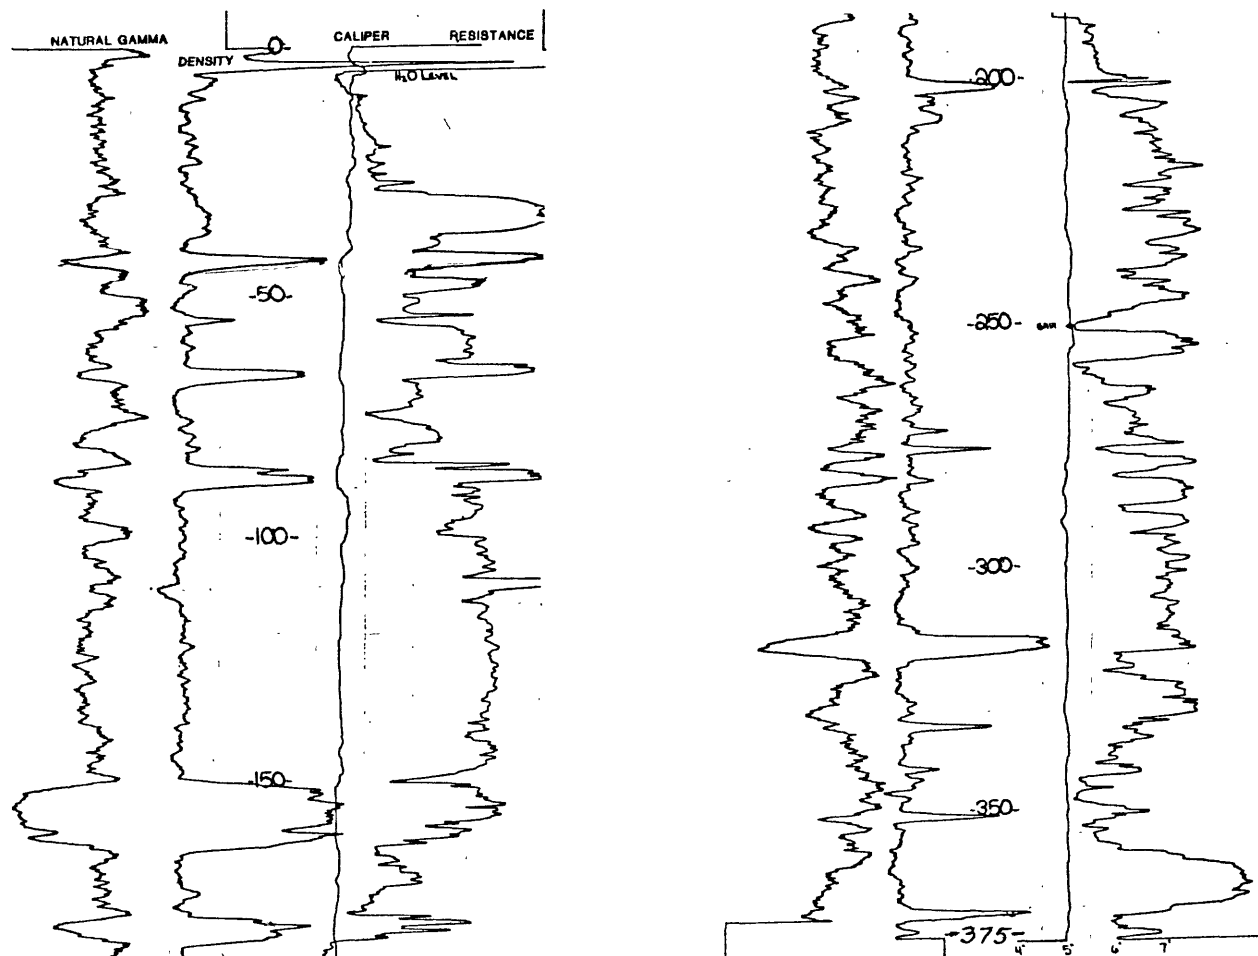 NATURAL GAMMA
DENSITY
0-
CALIPER
RESISTANCE
H2O LEVEL
-50-
-100-
-150-
-200-
-250-
-300-
-350-
-375-
4"
5"
6"
7"